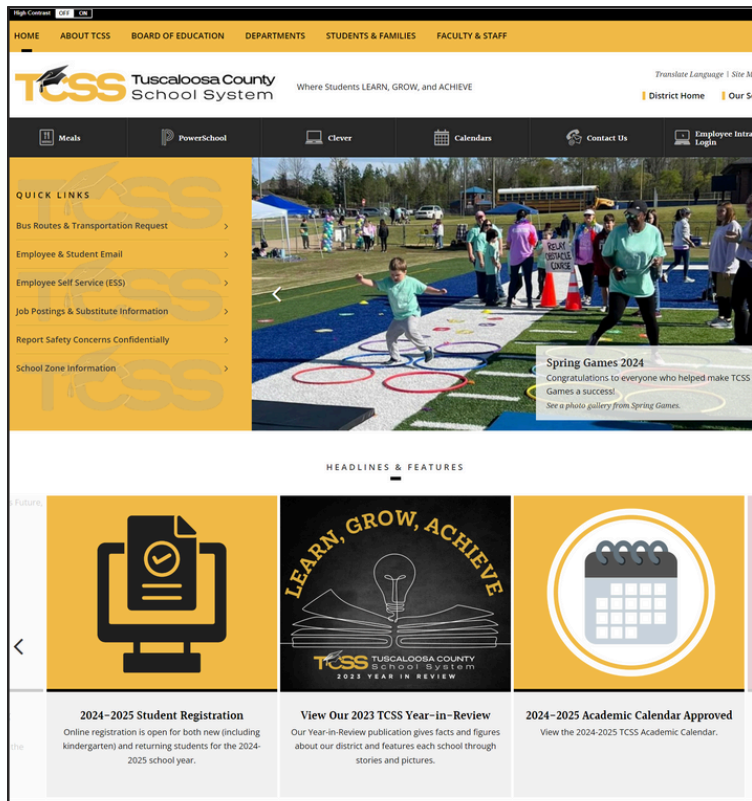 High Contrast OFF ON
HOME ABOUT TCSS BOARD OF EDUCATION DEPARTMENTS STUDENTS & FAMILIES FACULTY & STAFF
Translate Language | Site M
TCSS Tuscaloosa County School System
Where Students LEARN, GROW, and ACHIEVE
District Home Our S
Meals PowerSchool Clever Calendars Contact Us Employee Intra
Login
QUICK LINKS
Bus Routes & Transportation Request
Employee & Student Email
Employee Self Service (ESS)
Job Postings & Substitute Information
Report Safety Concerns Confidentially
School Zone Information
TCSS
TCSS
TCSS
RELAY
OBSTACLE
COURSE
Spring Games 2024
Congratulations to everyone who helped make TCSS
Games a success!
See a photo gallery from Spring Games.
HEADLINES & FEATURES
Future,
the
LEARN, GROW, ACHIEVE
TCSS TUSCALOOSA COUNTY
School System
2023 YEAR IN REVIEW
2024-2025 Student Registration
Online registration is open for both new (including
kindergarten) and returning students for the 2024-
2025 school year.
View Our 2023 TCSS Year-in-Review
Our Year-in-Review publication gives facts and figures
about our district and features each school through
stories and pictures.
2024-2025 Academic Calendar Approved
View the 2024-2025 TCSS Academic Calendar.